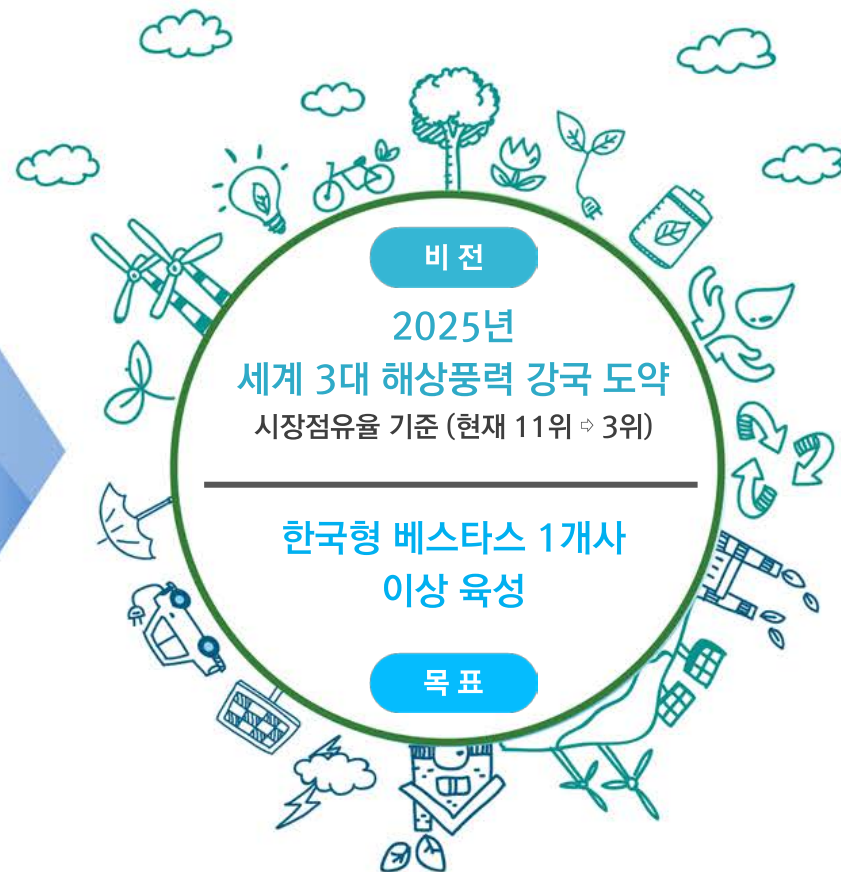 비 전
2025년
세계 3대 해상풍력 강국 도약
시장점유율 기준 (현재 11위 ⇨ 3위)
한국형 베스타스 1개사
이상 육성
목 표